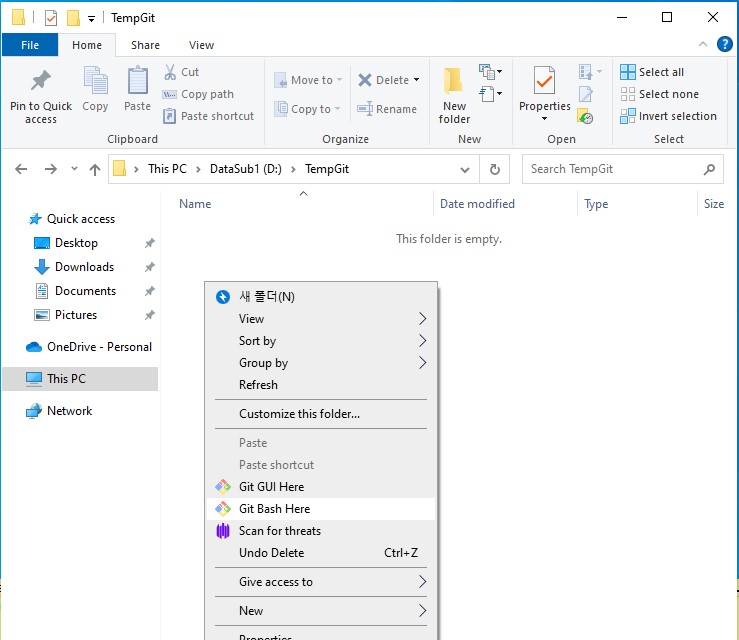 TempGit
File Home Share View
Pin to Quick access
Copy
Paste
Cut
Copy path
Paste shortcut
Clipboard
Move to
Copy to
Delete
Rename
Organize
New folder
New
Properties
Open
Select all
Select none
Invert selection
Select
This PC > DataSub1 (D:) > TempGit
Search TempGit
Name Date modified Type Size
This folder is empty.
Quick access
Desktop
Downloads
Documents
Pictures
OneDrive - Personal
This PC
Network
새 폴더(N)
View
Sort by
Group by
Refresh
Customize this folder...
Paste
Paste shortcut
Git GUI Here
Git Bash Here
Scan for threats
Undo Delete Ctrl+Z
Give access to
New
Properties